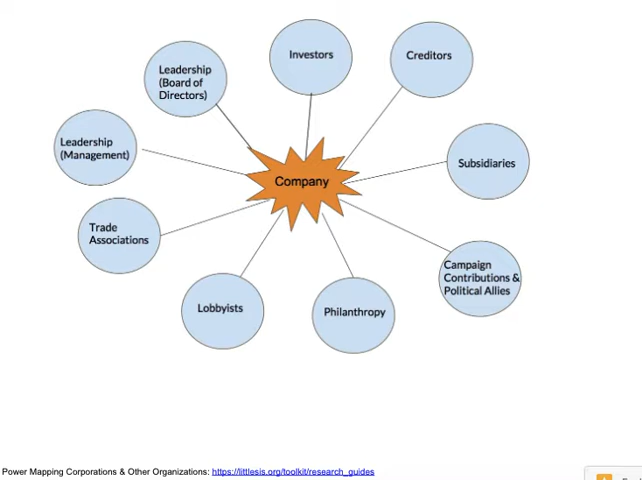 Investors
Creditors
Leadership
(Board of
Directors)
Leadership
(Management)
Company
Subsidiaries
Trade
Associations
Campaign
Contributions &
Political Allies
Lobbyists
Philanthropy
Power Mapping Corporations & Other Organizations: https://littlesis.org/toolkit/research_guides